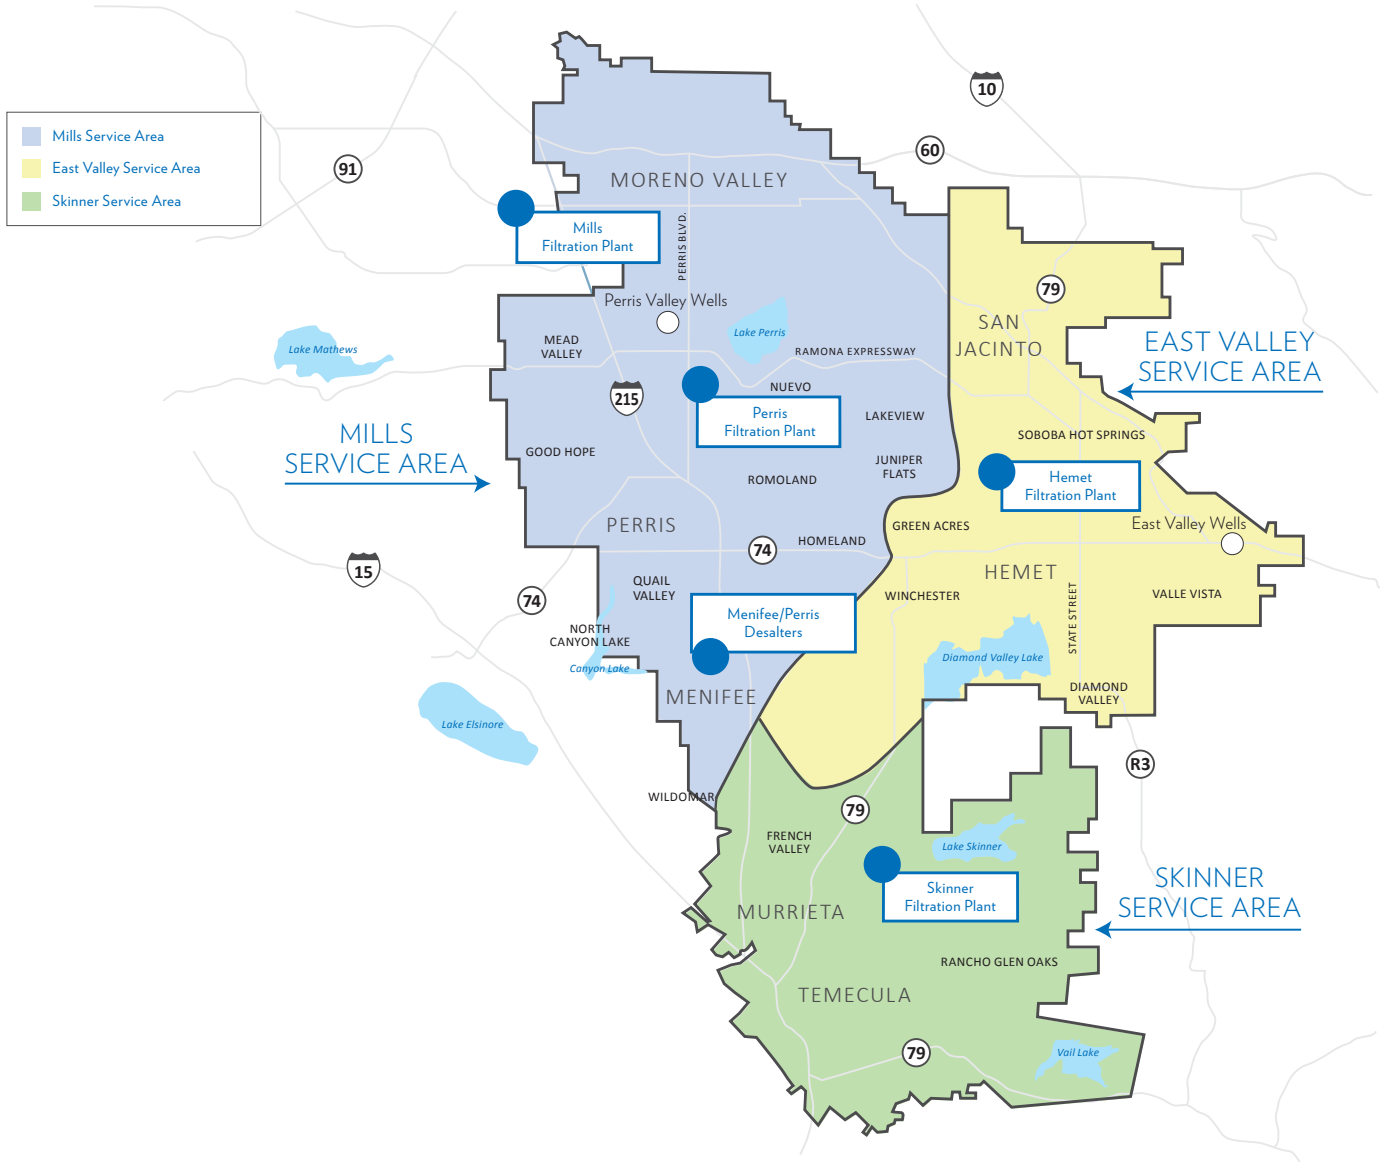 Mills Service Area
East Valley Service Area
Skinner Service Area
10
60
91
MORENO VALLEY
Mills
Filtration Plant
PERRIS BLVD.
79
Perris Valley Wells
Lake Perris
SAN
JACINTO
MEAD
VALLEY
Lake Mathews
RAMONA EXPRESSWAY
EAST VALLEY
SERVICE AREA
NUEVO
215
Perris
Filtration Plant
LAKEVIEW
MILLS
SERVICE AREA
SOBOBA HOT SPRINGS
GOOD HOPE
JUNIPER
FLATS
ROMOLAND
Hemet
Filtration Plant
PERRIS
GREEN ACRES
East Valley Wells
HOMELAND
74
15
HEMET
QUAIL
VALLEY
74
WINCHESTER
VALLE VISTA
STATE STREET
Menifee/Perris
Desalters
NORTH
CANYON LAKE
Canyon Lake
Diamond Valley Lake
MENIFEE
DIAMOND
VALLEY
Lake Elsinore
R3
WILDOMAR
79
FRENCH
VALLEY
Lake Skinner
Skinner
Filtration Plant
SKINNER
SERVICE AREA
MURRIETA
RANCHO GLEN OAKS
TEMECULA
79
Vail Lake